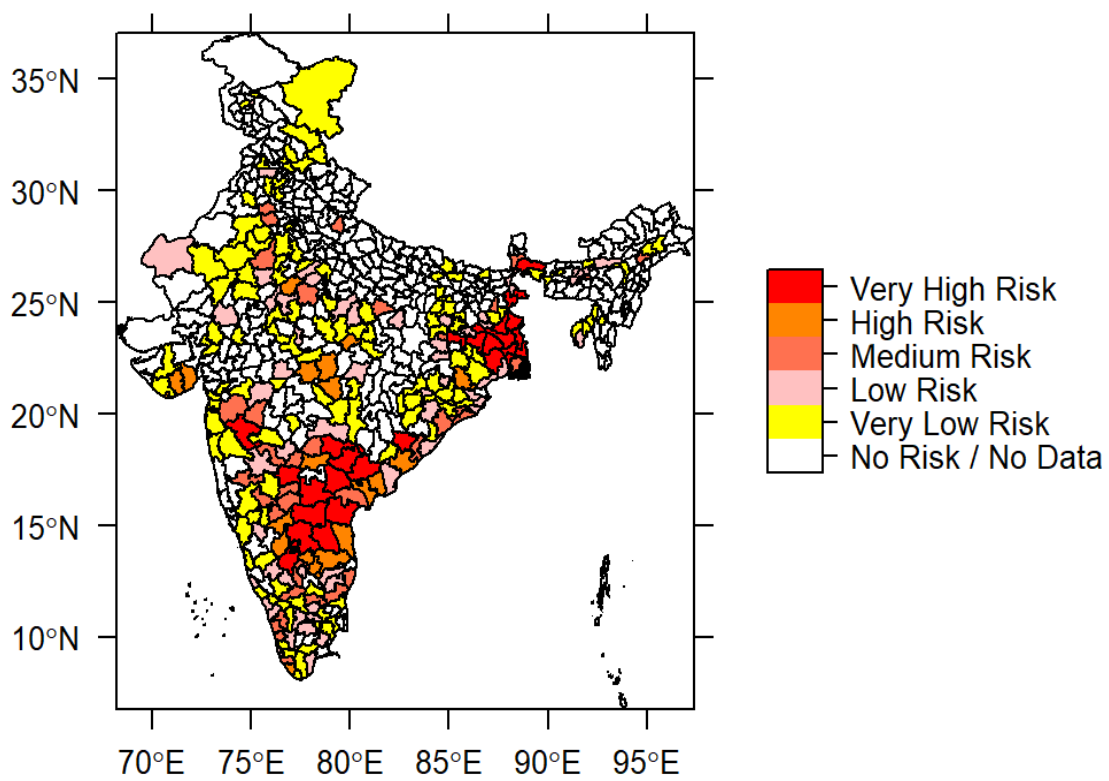 35°N
30°N
25°N
20°N
15°N
10°N
70°E 75°E 80°E 85°E 90°E 95°E
Very High Risk
High Risk
Medium Risk
Low Risk
Very Low Risk
No Risk / No Data